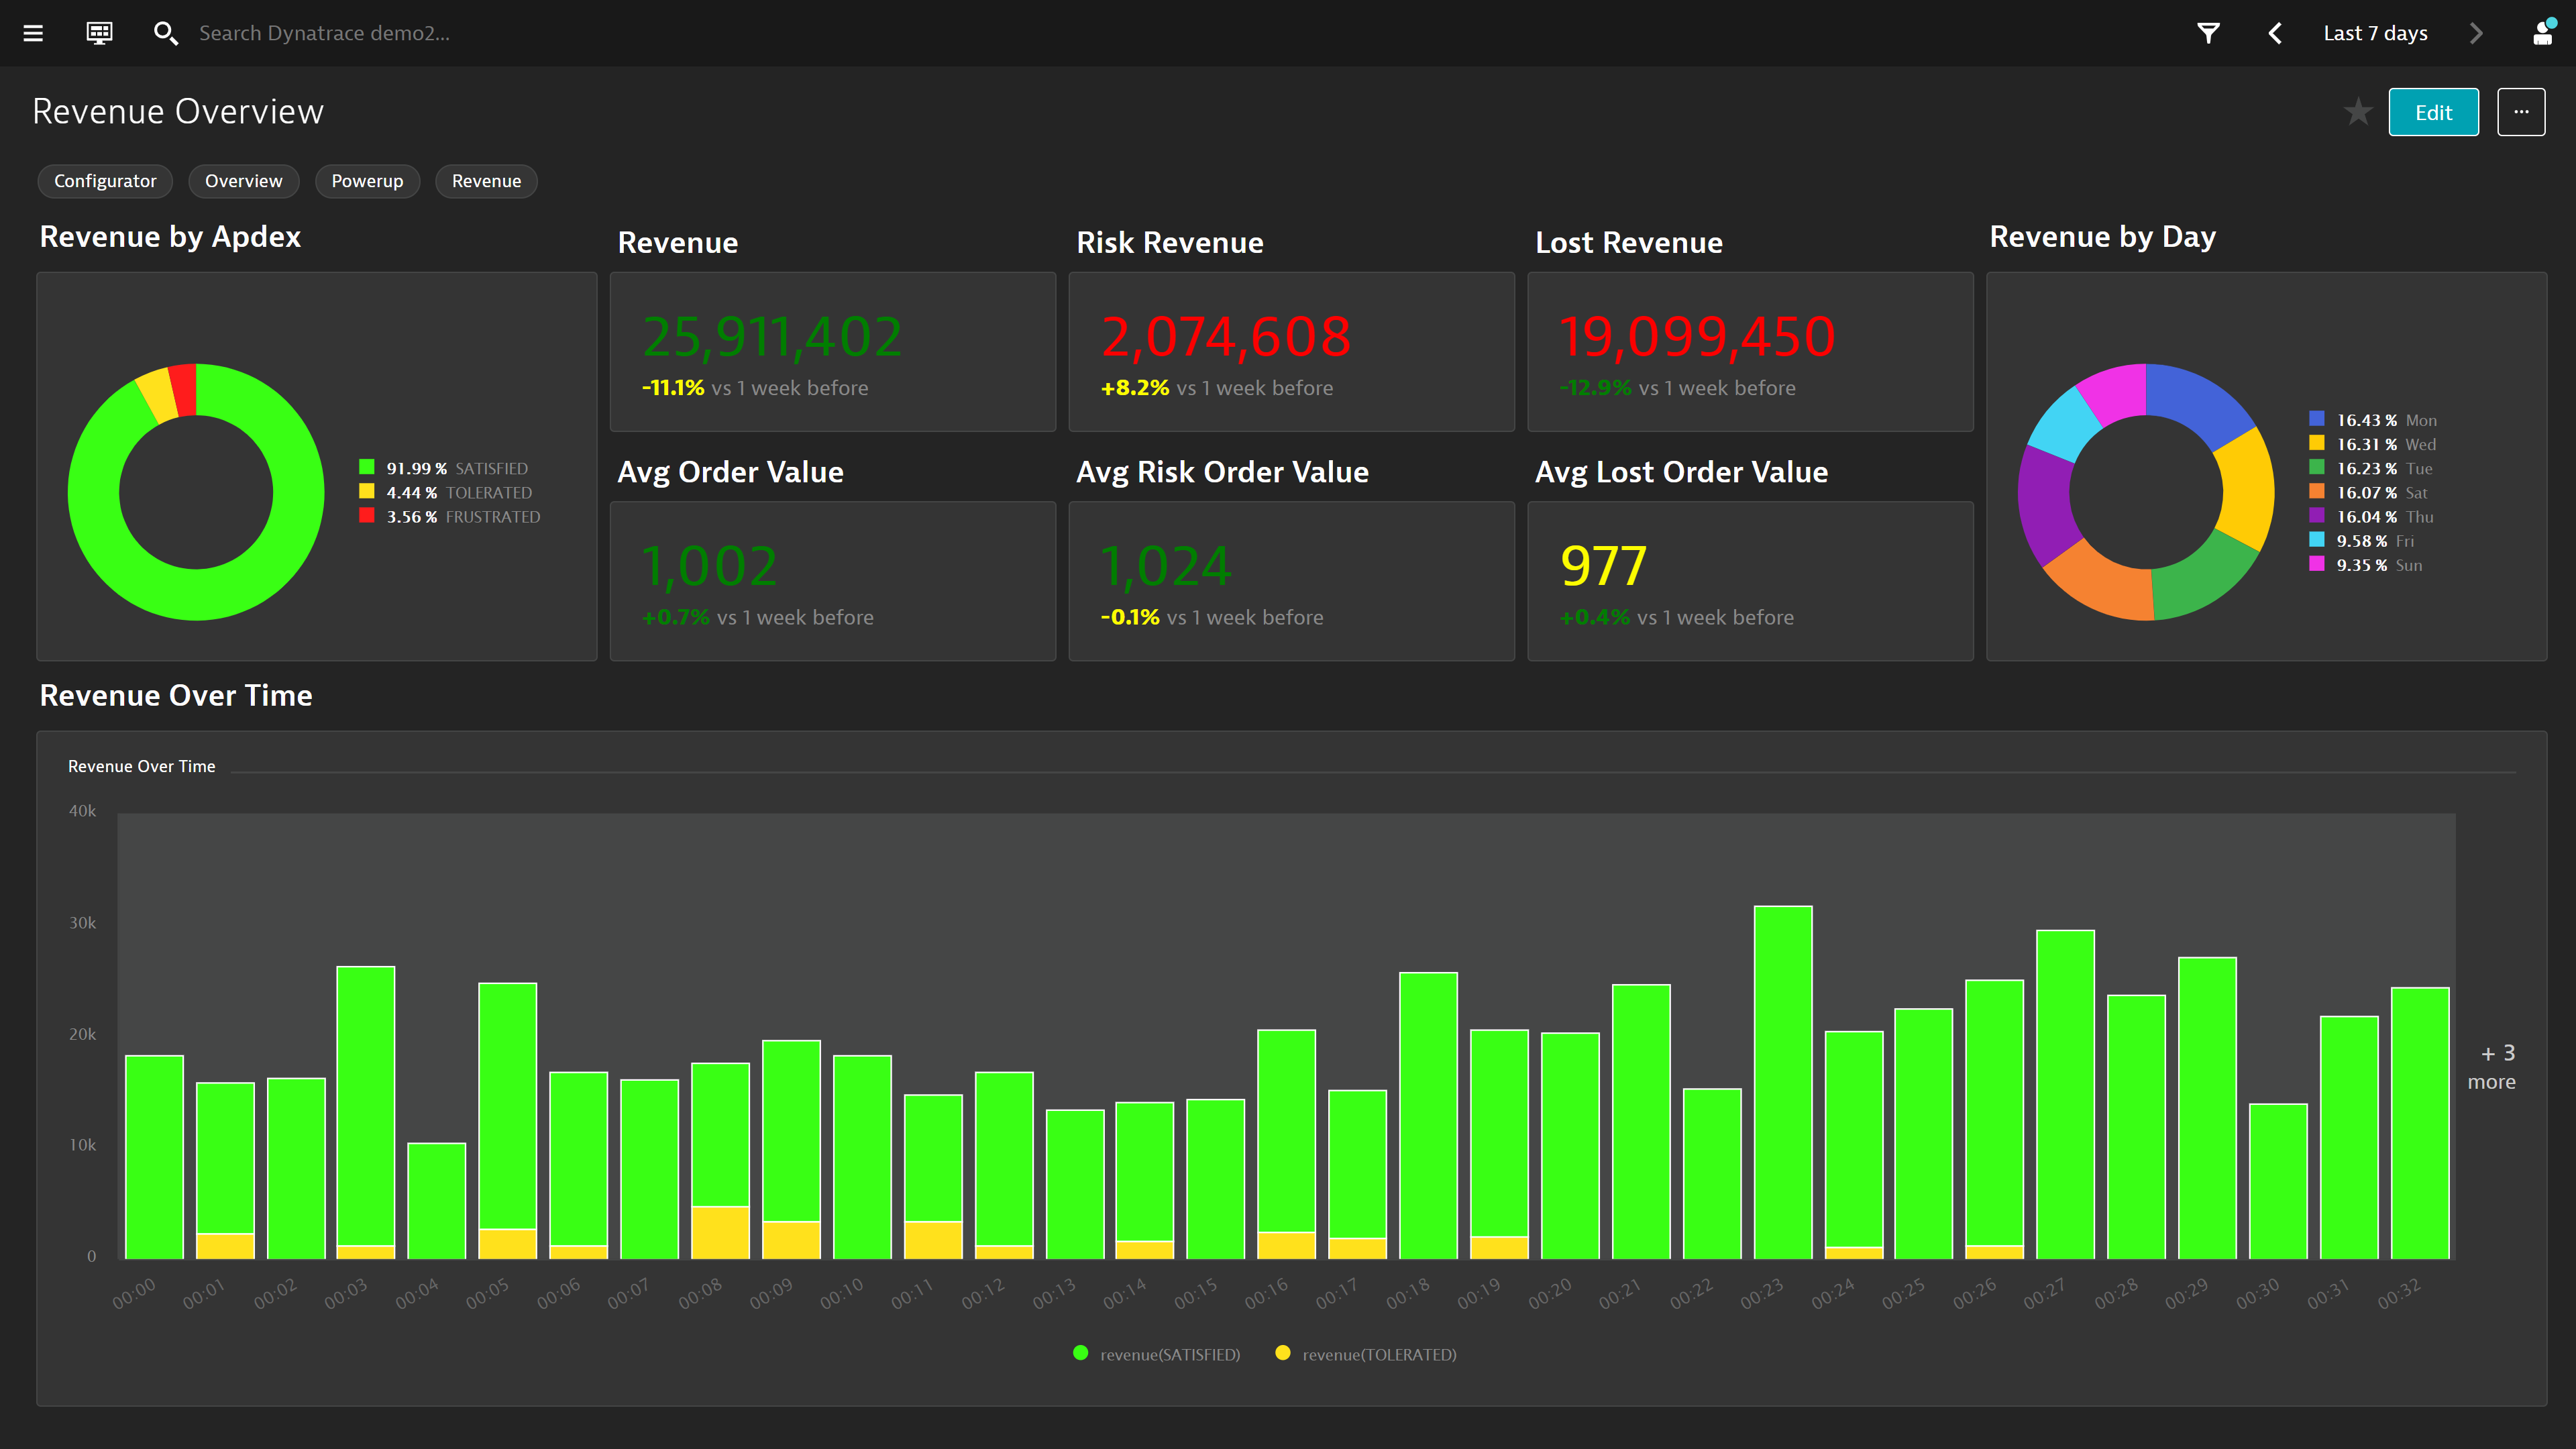 Search Dynatrace demo2...
Last 7 days
Revenue Overview
Edit
...
Configurator
Overview
Powerup
Revenue
Revenue by Apdex
91.99 % SATISFIED
4.44 % TOLERATED
3.56 % FRUSTRATED
Revenue
25,911,402
-11.1% vs 1 week before
Risk Revenue
2,074,608
+8.2% vs 1 week before
Lost Revenue
19,099,450
-12.9% vs 1 week before
Avg Order Value
1,002
+0.7% vs 1 week before
Avg Risk Order Value
1,024
-0.1% vs 1 week before
Avg Lost Order Value
977
+0.4% vs 1 week before
Revenue by Day
16.43 % Mon
16.31 % Wed
16.23 % Tue
16.07 % Sat
16.04 % Thu
9.58 % Fri
9.35 % Sun
Revenue Over Time
Revenue Over Time
40k
30k
20k
10k
0
00:00
00:01
00:02
00:03
00:04
00:05
00:06
00:07
00:08
00:09
00:10
00:11
00:12
00:13
00:14
00:15
00:16
00:17
00:18
00:19
00:20
00:21
00:22
00:23
00:24
00:25
00:26
00:27
00:28
00:29
00:30
00:31
00:32
+ 3
more
revenue(SATISFIED)
revenue(TOLERATED)